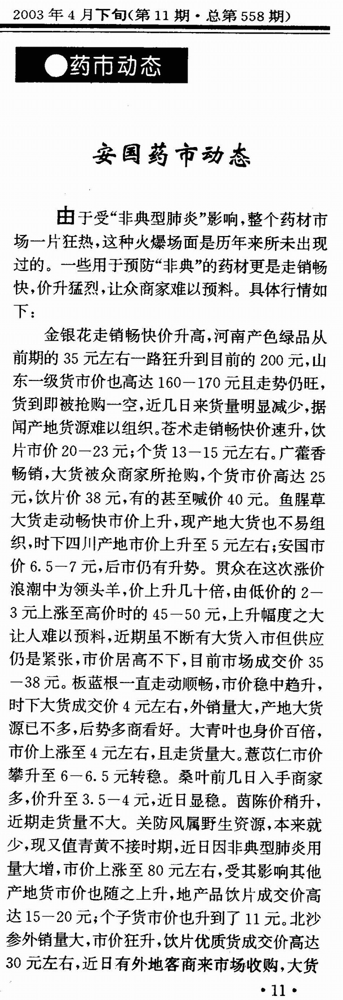 2003年4月下旬(第11期·总第558期)
●药市动态
安国药市动态
由于受“非典型肺炎”影响,整个药材市
场一片狂热,这种火爆场面是历年来所未出现
过的。一些用于预防“非典”的药材更是走销畅
快,价升猛烈,让众商家难以预料。具体行情如
下:
金银花走销畅快价升高,河南产色绿品从
前期的35元左右一路狂升到目前的200元,山
东一级货市价也高达160－170元且走势仍旺,
货到即被抢购一空,近几日来货量明显减少,据
闻产地货源难以组织。苍术走销畅快价速升,饮
片市价20－23元;个货13－15元左右。广藿香
畅销,大货被众商家所抢购,个货市价高达25
元,饮片价38元,有的甚至喊价40元。鱼腥草
大货走动畅快市价上升,现产地大货也不易组
织,时下四川产地市价上升至5元左右;安国市
价6.5－7元,后市仍有升势。贯众在这次涨价
浪潮中为领头羊,价上升几十倍,由低价的2－
3元上涨至高价时的45－50元,上升幅度之大
让人难以预料,近期虽不断有大货入市但供应
仍是紧张,市价居高不下,目前市场成交价35
－38元。板蓝根一直走动顺畅,市价稳中趋升,
时下大货成交价4元左右,外销量大,产地大货
源已不多,后势多商看好。大青叶也身价百倍,
市价上涨至4元左右,且走货量大。薏苡仁市价
攀升至6－6.5元转稳。桑叶前几日入手商家
多,价升至3.5－4元,近日显稳。茵陈价稍升,
近期走货量不大。关防风属野生资源,本来就
少,现又值青黄不接时期,近日因非典型肺炎用
量大增,市价上涨至80元左右,受其影响其他
产地货市价也随之上升,地产品饮片成交价高
达15－20元;个子货市价也升到了11元。北沙
参外销量大,市价狂升,饮片优质货成交价高达
30元左右,近日有外地客商来市场收购,大货
·11·